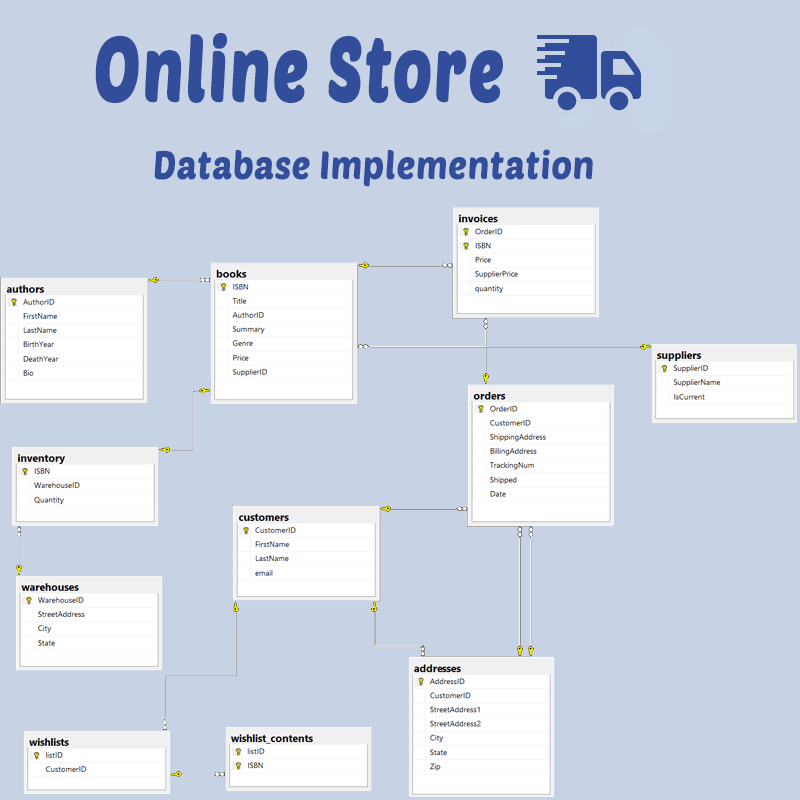 Online Store
Database Implementation
invoices
OrderID
ISBN
Price
SupplierPrice
quantity
books
ISBN
Title
AuthorID
Summary
Genre
Price
SupplierID
authors
AuthorID
FirstName
LastName
BirthYear
DeathYear
Bio
suppliers
SupplierID
SupplierName
IsCurrent
orders
OrderID
CustomerID
ShippingAddress
BillingAddress
TrackingNum
Shipped
Date
inventory
ISBN
WarehouseID
Quantity
customers
CustomerID
FirstName
LastName
email
warehouses
WarehouseID
StreetAddress
City
State
addresses
AddressID
CustomerID
StreetAddress1
StreetAddress2
City
State
Zip
wishlists
listID
CustomerID
wishlist_contents
listID
ISBN